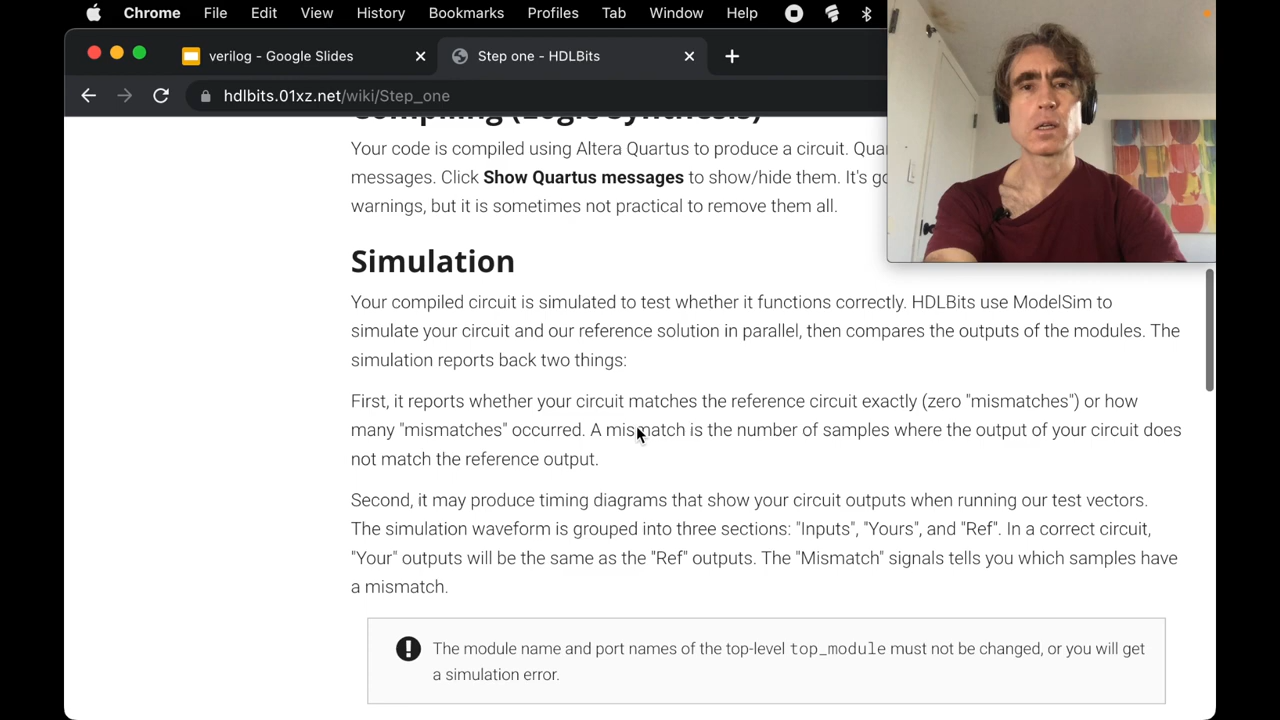 Chrome File Edit View History Bookmarks Profiles Tab Window Help
verilog - Google Slides
Step one - HDLBits
hdlbits.01xz.net/wiki/Step_one
Compiling (Logic Synthesis)
Your code is compiled using Altera Quartus to produce a circuit.
messages. Click Show Quartus messages to show/hide them. It's
warnings, but it is sometimes not practical to remove them all.
Simulation
Your compiled circuit is simulated to test whether it functions correctly. HDLBits use ModelSim to
simulate your circuit and our reference solution in parallel, then compares the outputs of the modules. The
simulation reports back two things:
First, it reports whether your circuit matches the reference circuit exactly (zero "mismatches") or how
many "mismatches" occurred. A mismatch is the number of samples where the output of your circuit does
not match the reference output.
Second, it may produce timing diagrams that show your circuit outputs when running our test vectors.
The simulation waveform is grouped into three sections: "Inputs", "Yours", and "Ref". In a correct circuit,
"Your" outputs will be the same as the "Ref" outputs. The "Mismatch" signals tells you which samples have
a mismatch.
The module name and port names of the top-level top_module must not be changed, or you will get
a simulation error.